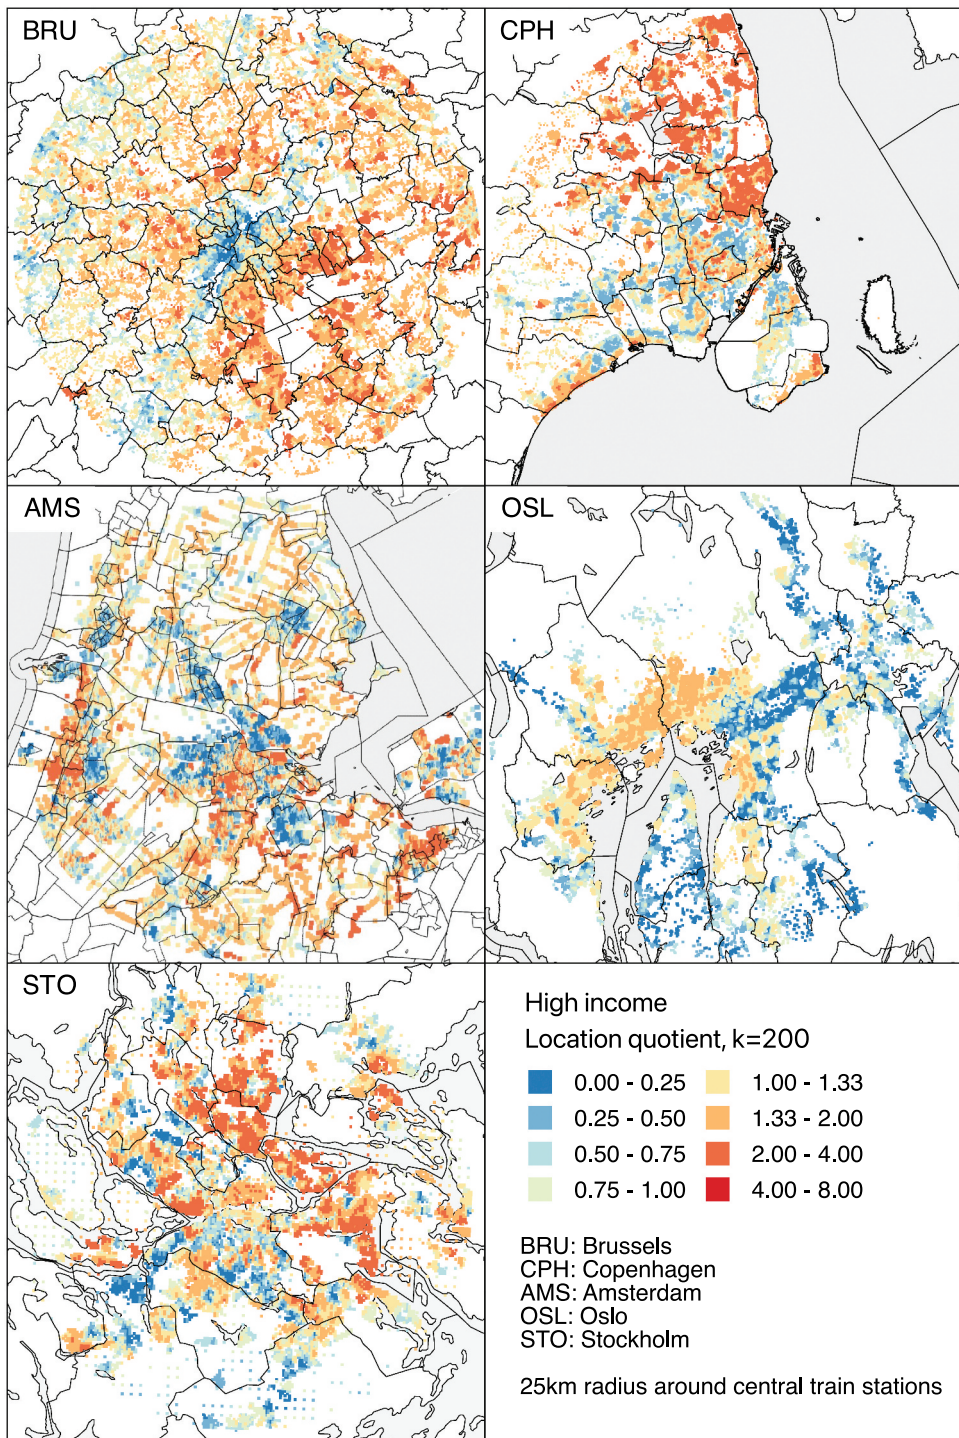 BRU
CPH
AMS
OSL
STO
High income
Location quotient, k=200
0.00 - 0.25
1.00 - 1.33
0.25 - 0.50
1.33 - 2.00
0.50 - 0.75
2.00 - 4.00
0.75 - 1.00
4.00 - 8.00
BRU: Brussels
CPH: Copenhagen
AMS: Amsterdam
OSL: Oslo
STO: Stockholm
25km radius around central train stations